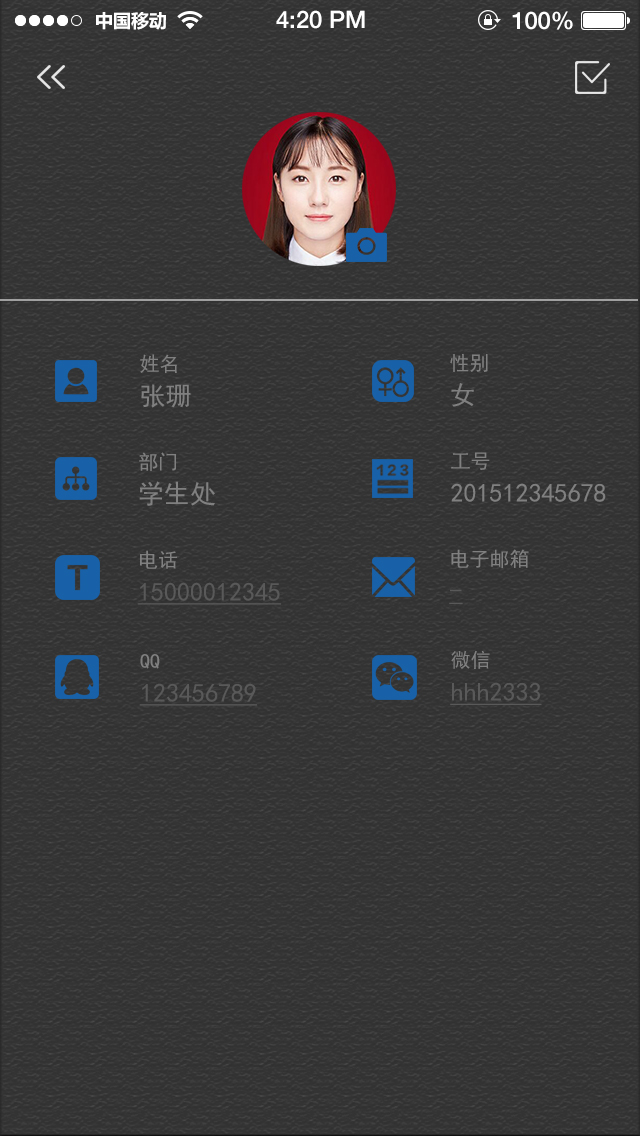 中国移动 4:20 PM 100%
姓名 性别
张珊 女
部门 工号
学生处 201512345678
电话 电子邮箱
15000012345 –
QQ 微信
123456789 hhh2333
123
T